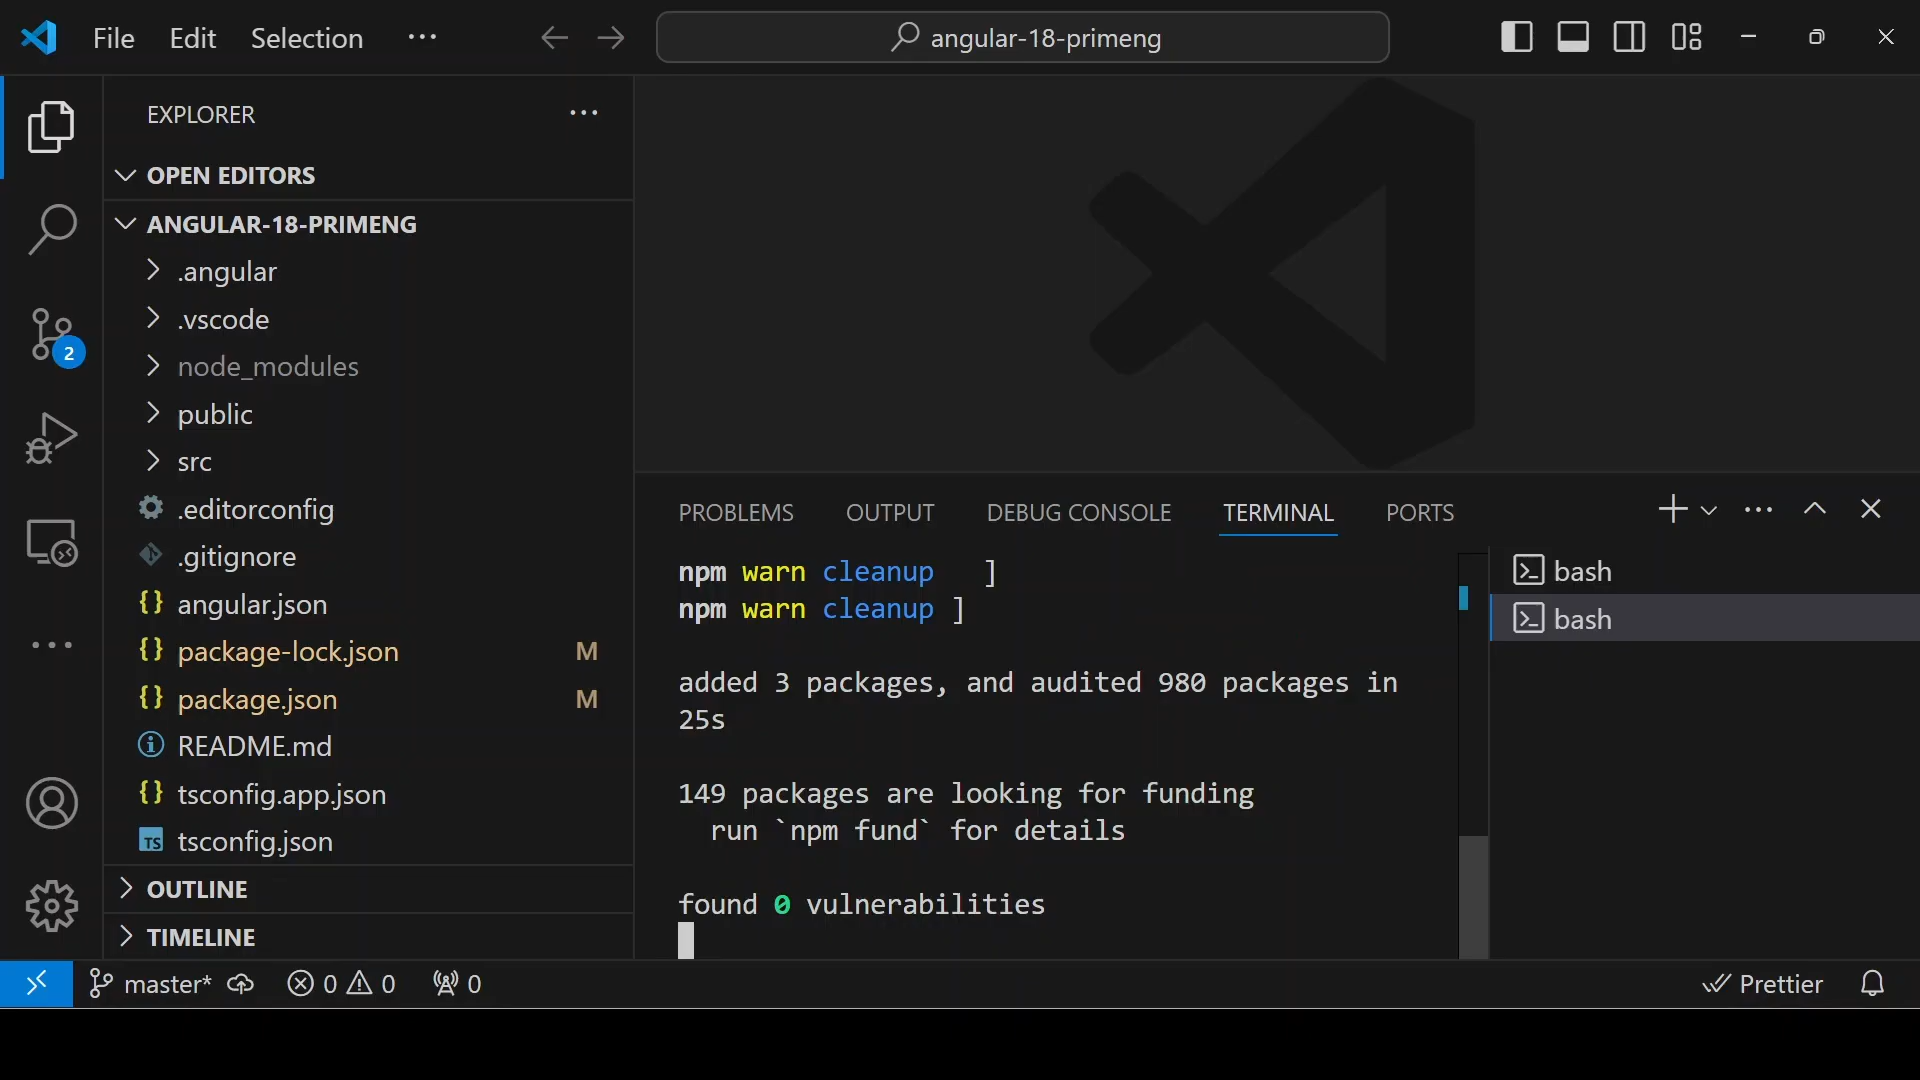 File Edit Selection ···
angular-18-primeng
EXPLORER
OPEN EDITORS
ANGULAR-18-PRIMENG
.angular
.vscode
node_modules
public
src
.editorconfig
.gitignore
{} angular.json
{} package-lock.json M
{} package.json M
README.md
{} tsconfig.app.json
TS tsconfig.json
OUTLINE
TIMELINE
2
PROBLEMS OUTPUT DEBUG CONSOLE TERMINAL PORTS
npm warn cleanup   ]
npm warn cleanup ]
added 3 packages, and audited 980 packages in
25s
149 packages are looking for funding
  run `npm fund` for details
found 0 vulnerabilities
bash
bash
master* 0 0 0 Prettier